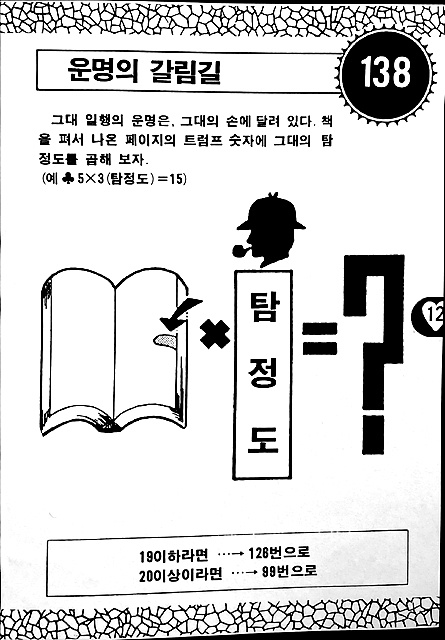 운명의 갈림길
138
그대 일행의 운명은, 그대의 손에 달려 있다. 책
을 펴서 나온 페이지의 트럼프 숫자에 그대의 탐
정도를 곱해 보자.
(예 ♣ 5×3(탐정도)=15)
탐
정
도
×
=
?
12
19이하라면 …→ 126번으로
20이상이라면 …→ 99번으로